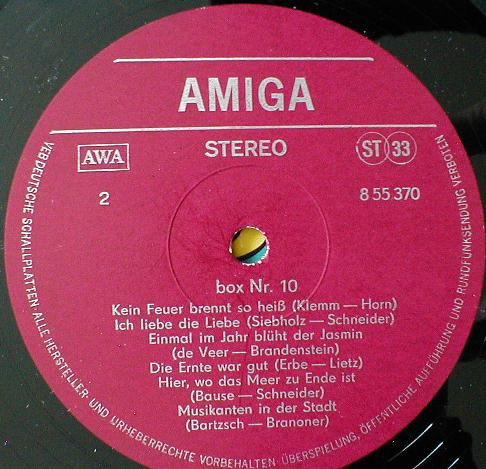 AMIGA
AWA
STEREO
ST 33
2
8 55 370
box Nr. 10
Kein Feuer brennt so heiß (Klemm — Horn)
Ich liebe die Liebe (Siebholz — Schneider)
Einmal im Jahr blüht der Jasmin
(de Veer — Brandenstein)
Die Ernte war gut (Erbe — Lietz)
Hier, wo das Meer zu Ende ist
(Bause — Schneider)
Musikanten in der Stadt
(Bartzsch — Branoner)
VEB DEUTSCHE SCHALLPLATTEN · ALLE HERSTELLER- UND URHEBERRECHTE VORBEHALTEN · ÜBERSPIELUNG, ÖFFENTLICHE AUFFÜHRUNG UND RUNDFUNKSENDUNG VERBOTEN